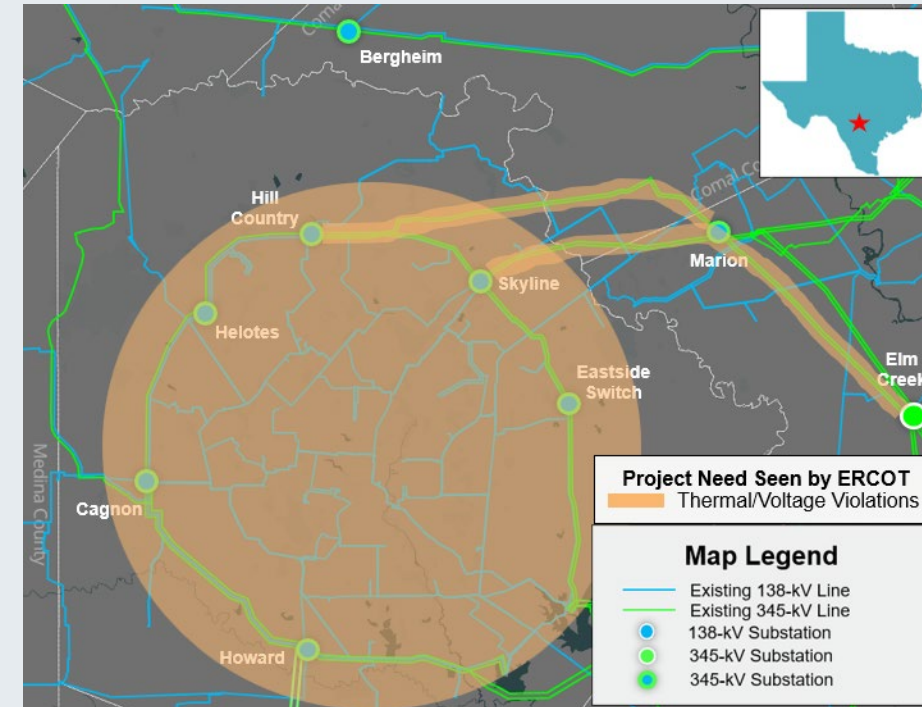 Comal Co
Bergheim
Hill
Country
Comal Co
Marion
Skyline
Helotes
Elm
Creek
Eastside
Switch
Medina County
Cagnon
Howard
Project Need Seen by ERCOT
Thermal/Voltage Violations
Map Legend
Existing 138-kV Line
Existing 345-kV Line
138-kV Substation
345-kV Substation
345-kV Substation